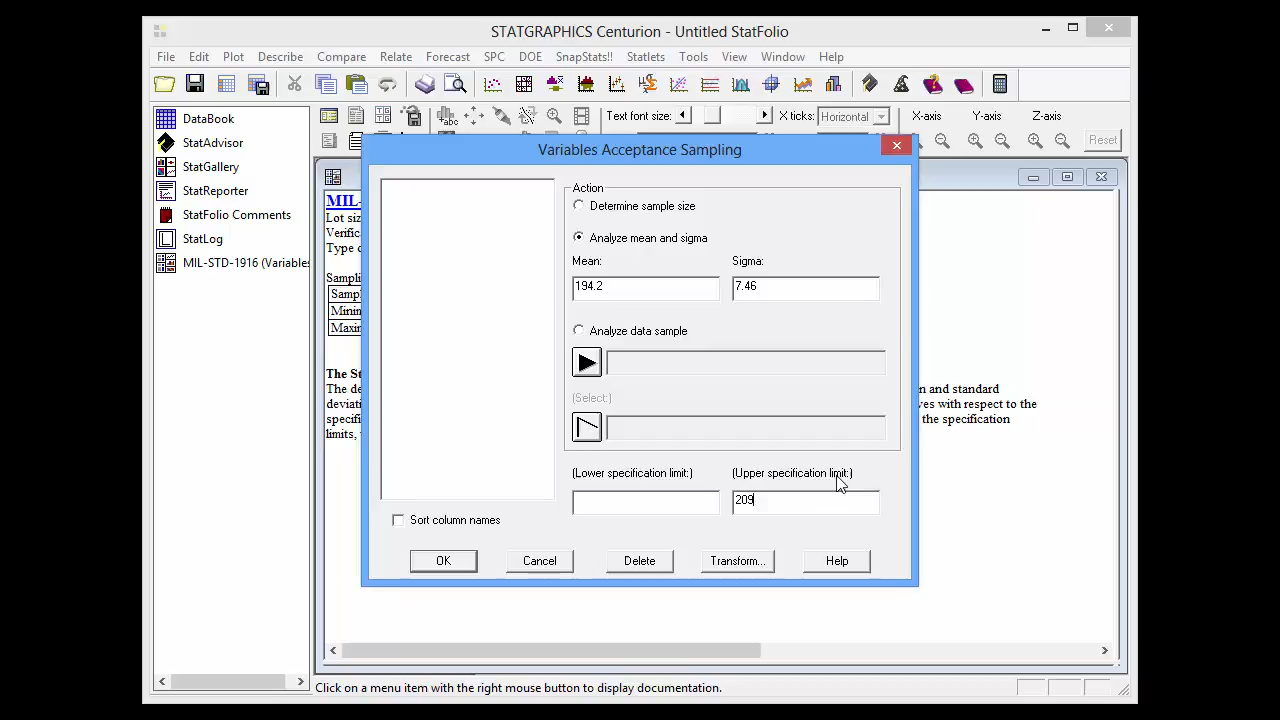 STATGRAPHICS Centurion - Untitled StatFolio
File Edit Plot Describe Compare Relate Forecast SPC DOE SnapStats!! Statlets Tools View Window Help
Text font size: X ticks: Horizontal X-axis Y-axis Z-axis
Reset
DataBook
StatAdvisor
StatGallery
StatReporter
StatFolio Comments
StatLog
MIL-STD-1916 (Variables
Variables Acceptance Sampling
Action
Determine sample size
Analyze mean and sigma
Mean: Sigma:
194.2 7.46
Analyze data sample
(Select:)
(Lower specification limit:) (Upper specification limit:)
209
Sort column names
OK Cancel Delete Transform... Help
MIL-
Lot siz
Verific
Type o
Sampli
Samp
Minin
Maxin
The St
The de n and standard
deviati ves with respect to the
specifi the specification
limits,
Click on a menu item with the right mouse button to display documentation.